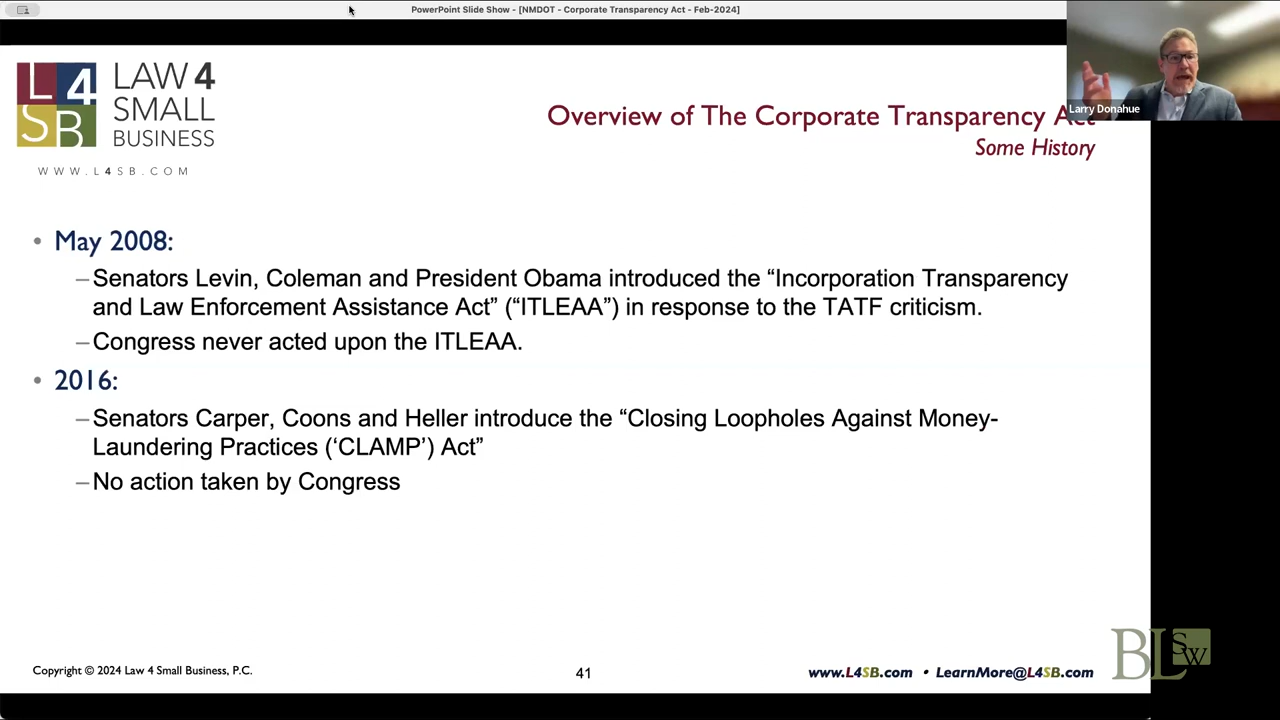 PowerPoint Slide Show - [NMDOT - Corporate Transparency Act - Feb-2024]
Larry Donahue
L4
SB
LAW 4
SMALL
BUSINESS
WWW.L4SB.COM
Overview of The Corporate Transparency Act
Some History
• May 2008:
–Senators Levin, Coleman and President Obama introduced the “Incorporation Transparency
and Law Enforcement Assistance Act” (“ITLEAA”) in response to the TATF criticism.
–Congress never acted upon the ITLEAA.
• 2016:
–Senators Carper, Coons and Heller introduce the “Closing Loopholes Against Money-
Laundering Practices (‘CLAMP’) Act”
–No action taken by Congress
Copyright © 2024 Law 4 Small Business, P.C.
41
www.L4SB.com • LearnMore@L4SB.com
BLSW